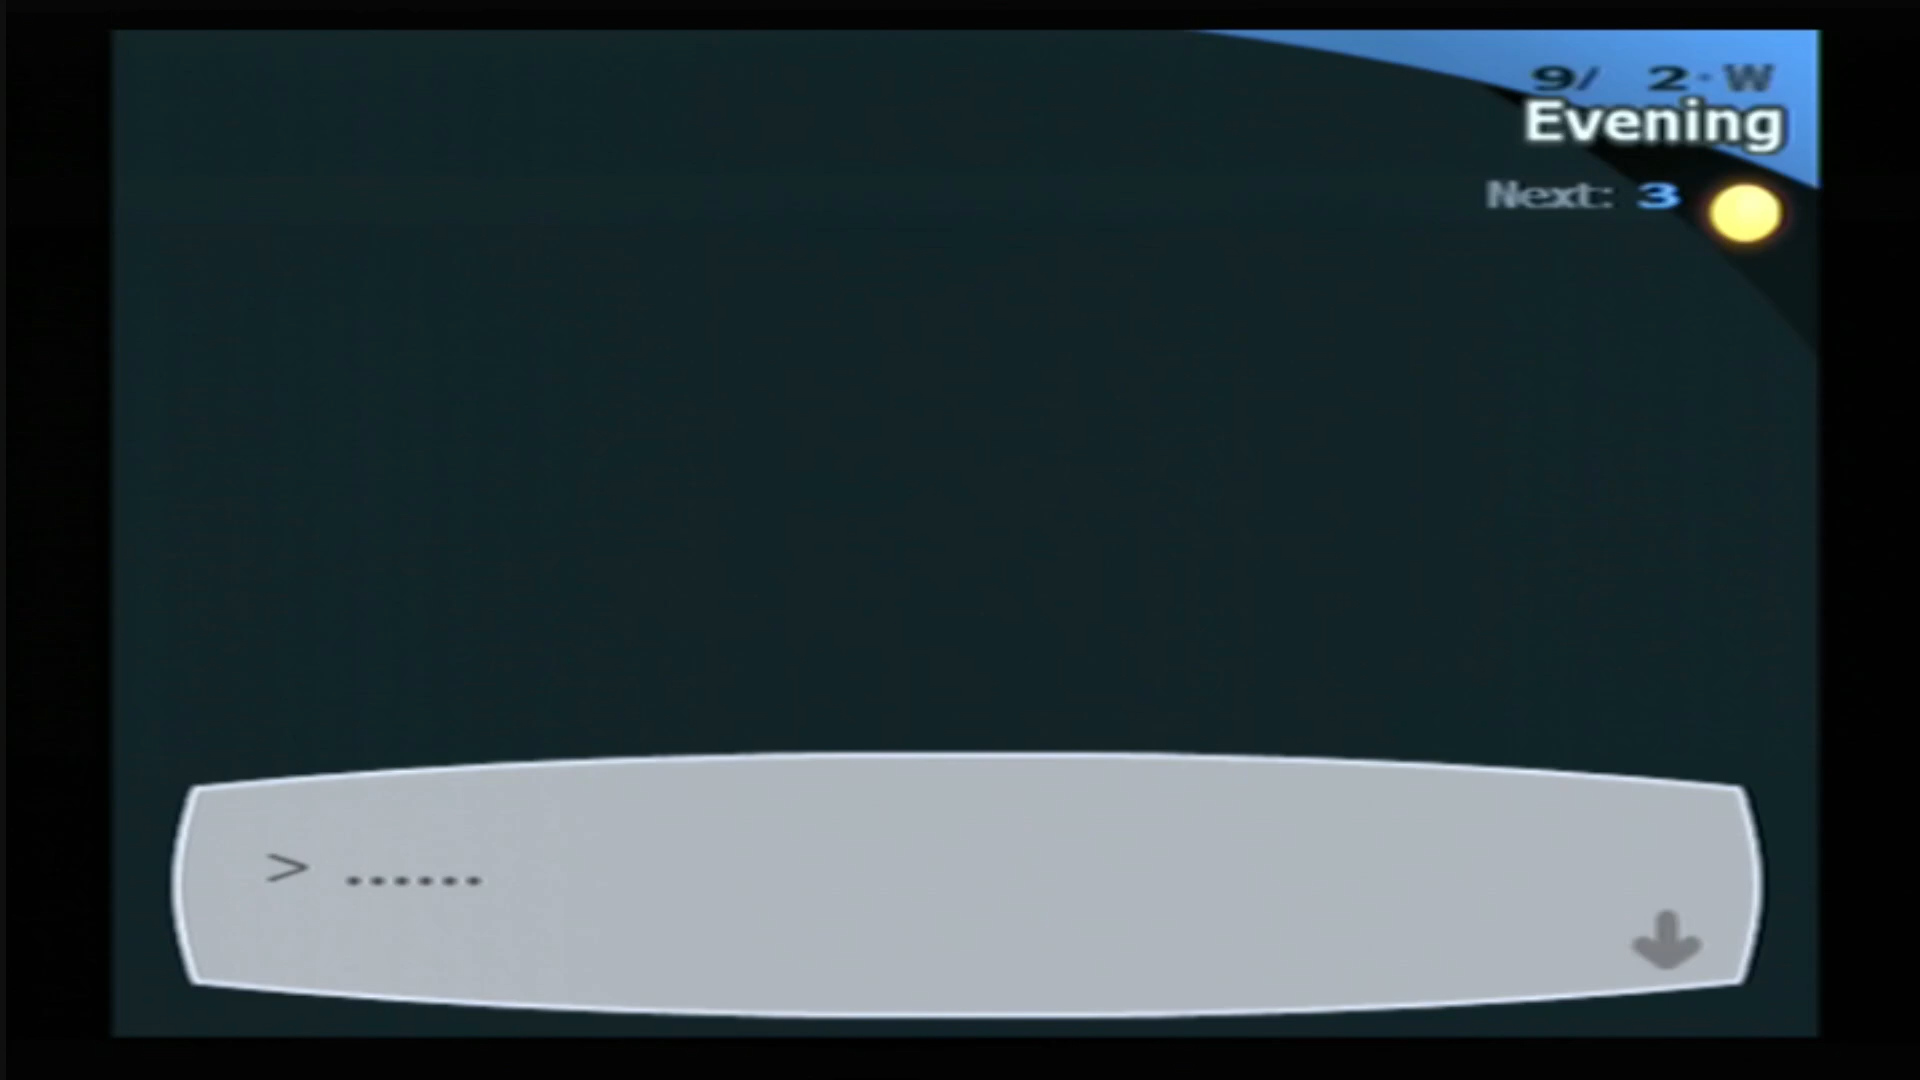 9/ 2·W
Evening
Next: 3
> ......